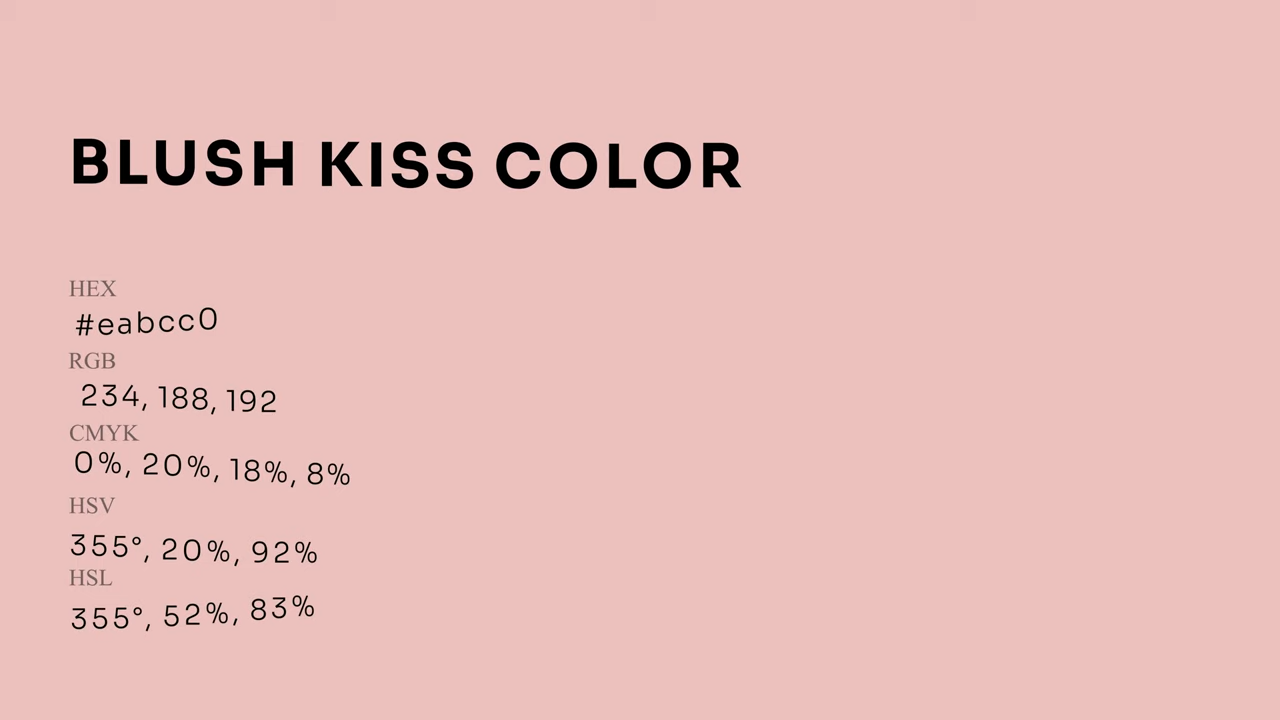 BLUSH KISS COLOR
HEX
#eabcc0
RGB
234, 188, 192
CMYK
0%, 20%, 18%, 8%
HSV
355°, 20%, 92%
HSL
355°, 52%, 83%